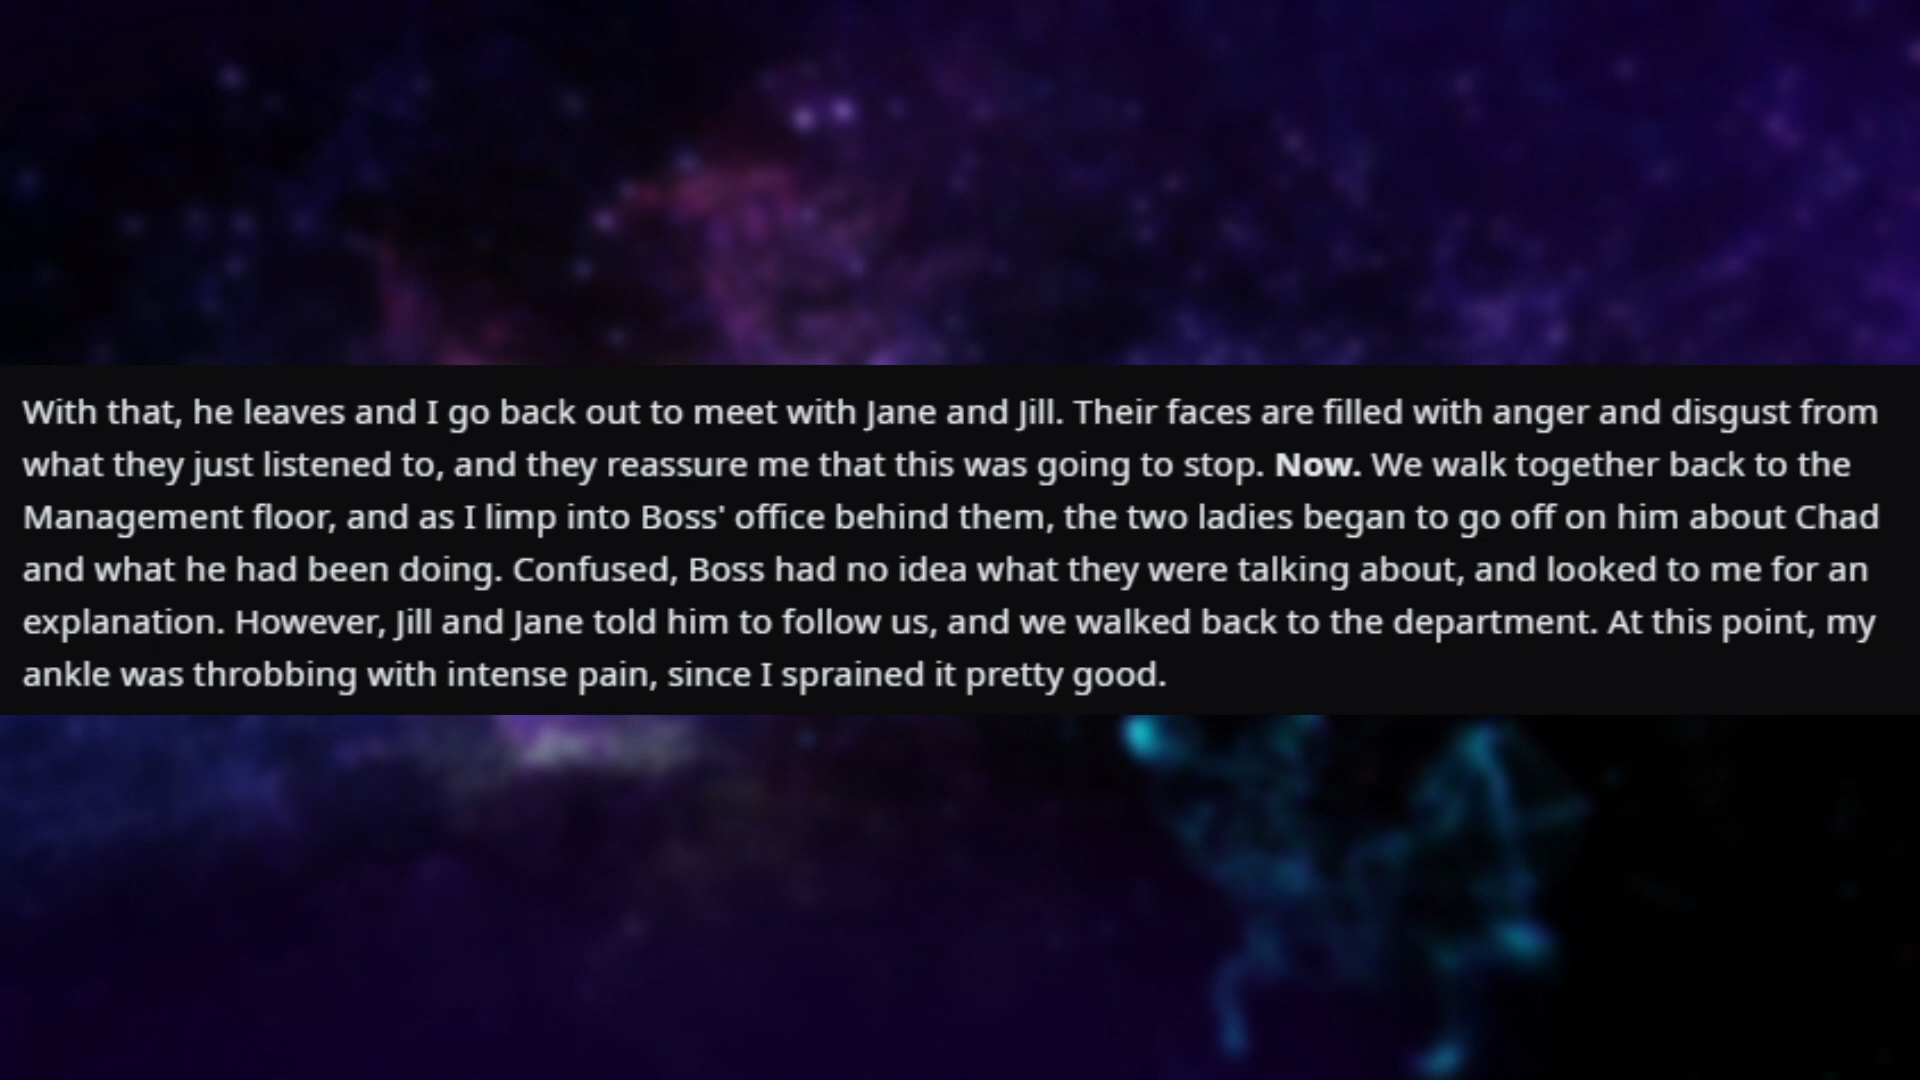 With that, he leaves and I go back out to meet with Jane and Jill. Their faces are filled with anger and disgust from
what they just listened to, and they reassure me that this was going to stop. Now. We walk together back to the
Management floor, and as I limp into Boss' office behind them, the two ladies began to go off on him about Chad
and what he had been doing. Confused, Boss had no idea what they were talking about, and looked to me for an
explanation. However, Jill and Jane told him to follow us, and we walked back to the department. At this point, my
ankle was throbbing with intense pain, since I sprained it pretty good.